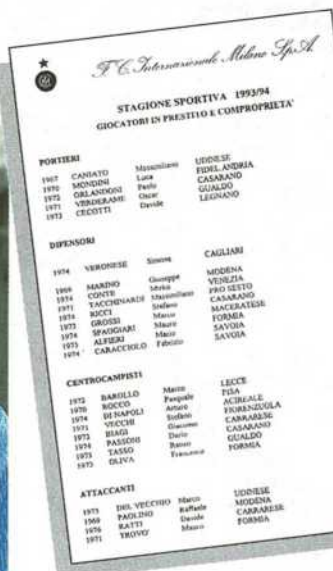 F.C. Internazionale Milano S.p.A.
STAGIONE SPORTIVA 1993/94
GIOCATORI IN PRESTITO E COMPROPRIETA'
PORTIERI
1967 CANIATO Massimiliano UDINESE
1970 MONDINI Luca FIDEL ANDRIA
1972 ORLANDONI Paolo CASARANO
1971 VERDERAME Oscar GUALDO
1973 CECOTTI Davide LEGNANO
DIFENSORI
1974 VERONESE Simone CAGLIARI
1969 MARINO Giuseppe MODENA
1974 CONTE Mirko VENEZIA
1971 TACCHINARDI Massimiliano PRO SESTO
1974 RICCI Stefano CASARANO
1973 GROSSI Marco MACERATESE
1974 SPAGGIARI Mauro FORMIA
1973 ALFIERI Mario SAVOIA
1974 CARACCIOLO Fabrizio SAVOIA
CENTROCAMPISTI
1972 BAROLLO Marco LECCE
1970 ROCCO Pasquale PISA
1974 DI NAPOLI Arturo ACIREALE
1971 VECCHI Stefano FIORENZUOLA
1972 BIAGI Giacomo CARRARESE
1974 PASSONI Dario CASARANO
1973 TASSO GUALDO
1973 OLIVA Francesco FORMIA
ATTACCANTI
1973 DEL VECCHIO Marco UDINESE
1969 PAOLINO Raffaele MODENA
1970 RATTI Davide CARRARESE
1971 TROVO' Mauro FORMIA